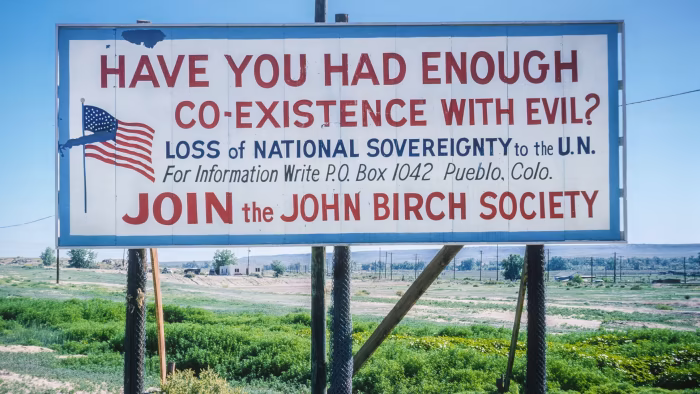 HAVE YOU HAD ENOUGH
CO-EXISTENCE WITH EVIL?
LOSS of NATIONAL SOVEREIGNTY to the U.N.
For Information Write P.O. Box 1042 Pueblo, Colo.
JOIN the JOHN BIRCH SOCIETY